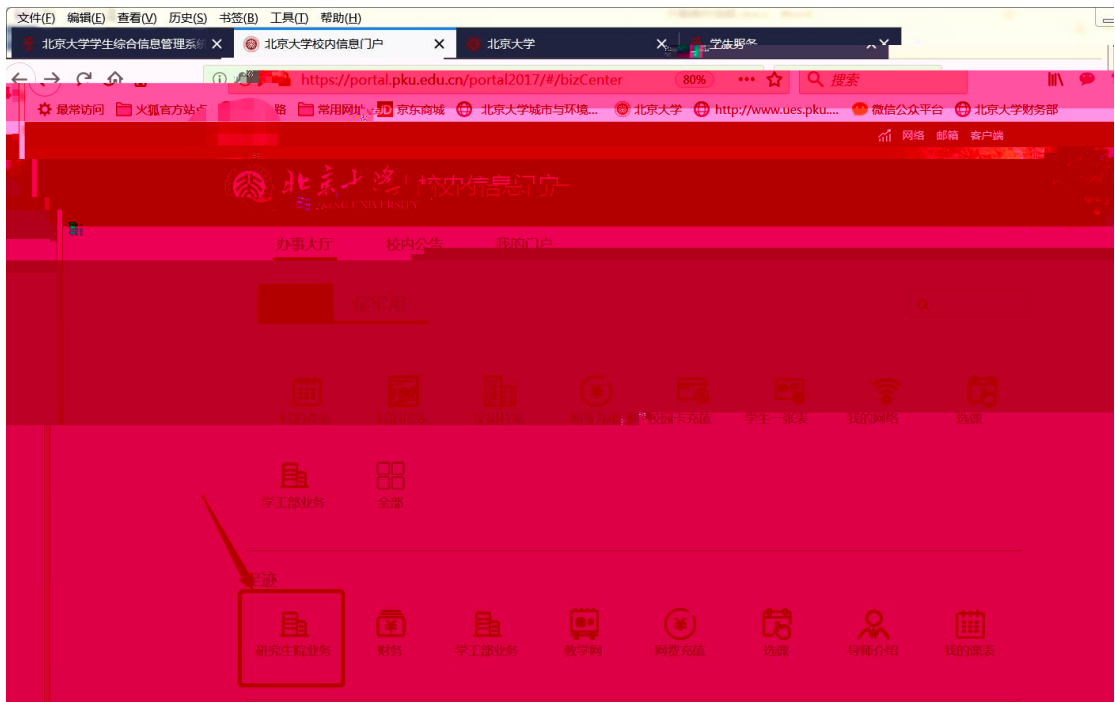 文件(F) 编辑(E) 查看(V) 历史(S) 书签(B) 工具(T) 帮助(H)
北京大学学生综合信息管理系统 北京大学校内信息门户 北京大学 学生服务
https://portal.pku.edu.cn/portal2017/#/bizCenter 80% 搜索
最常访问 火狐官方站点 常用网址 京东商城 北京大学城市与环境... 北京大学 http://www.ues.pku.... 微信公众平台 北京大学财务部
网络 邮箱 客户端
北京大学 校内信息门户
办事大厅 校内公告 我的门户
校园卡充值 学生一张表 我的网络 选课
学工部业务 全部
足迹
研究生院业务 财务 学工部业务 教学网 网费充值 选课 导师介绍 我的课表